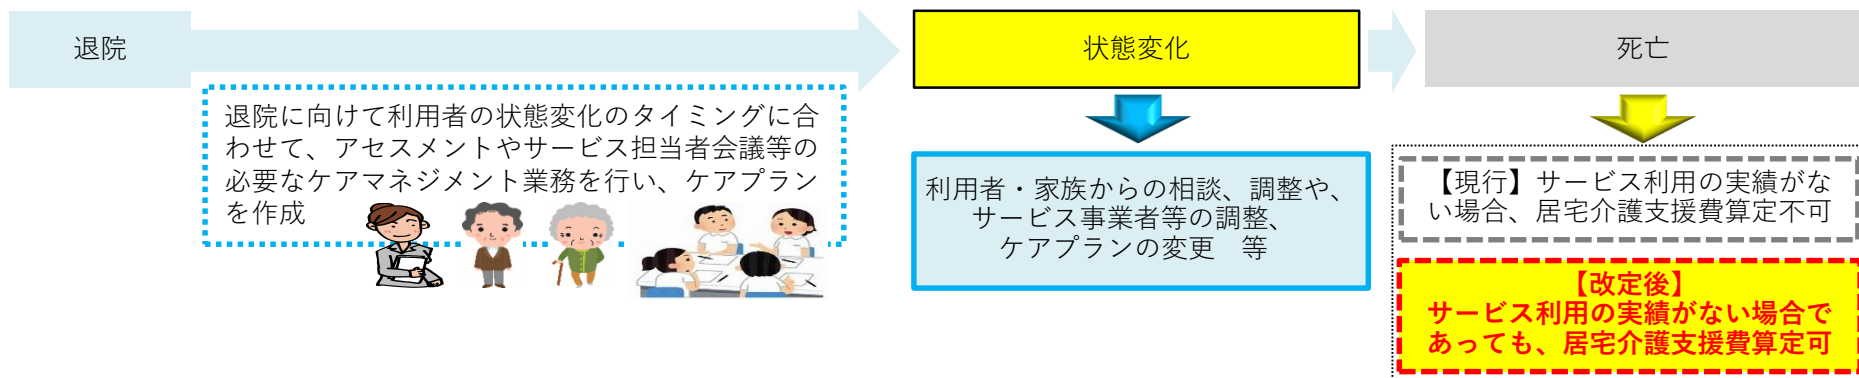 退院
状態変化
死亡
退院に向けて利用者の状態変化のタイミングに合
わせて、アセスメントやサービス担当者会議等の
必要なケアマネジメント業務を行い、ケアプラン
を作成
利用者・家族からの相談、調整や、
サービス事業者等の調整、
ケアプランの変更　等
【現行】サービス利用の実績がな
い場合、居宅介護支援費算定不可
【改定後】
サービス利用の実績がない場合で
あっても、居宅介護支援費算定可